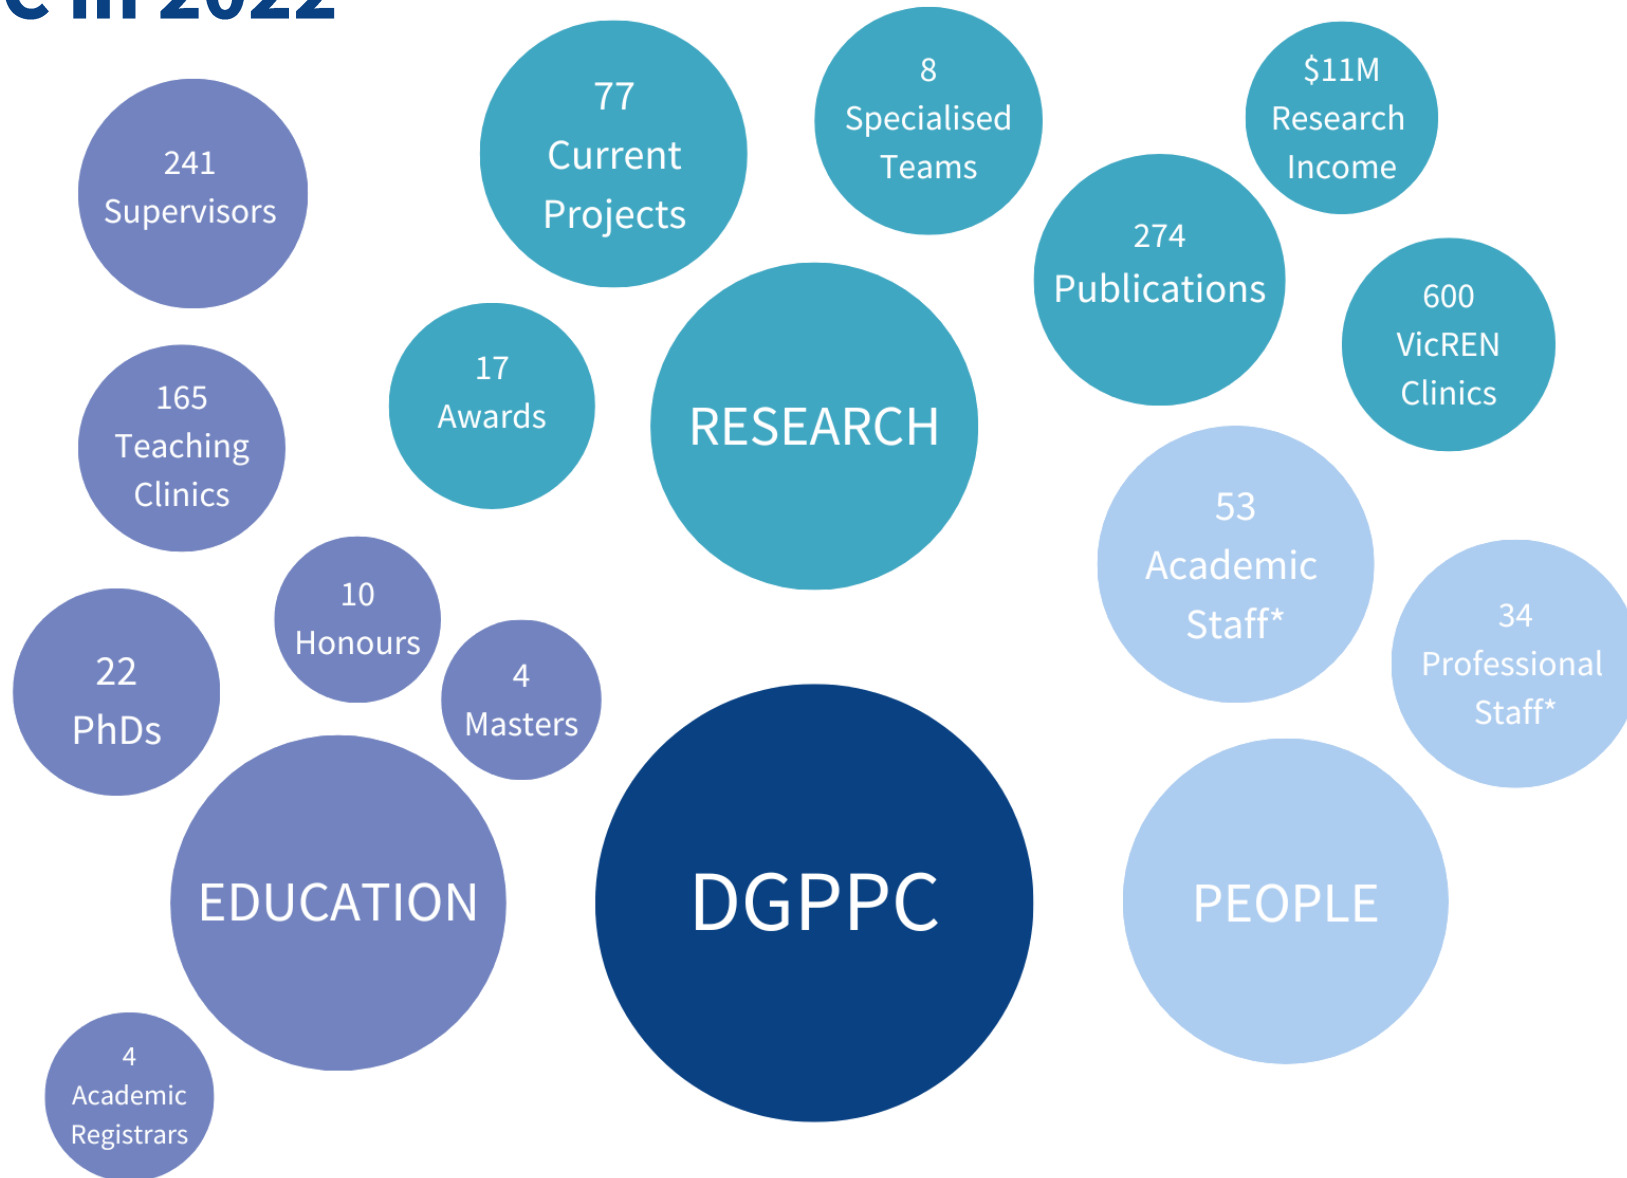 C in 2022
241
Supervisors
77
Current
Projects
8
Specialised
Teams
$11M
Research
Income
274
Publications
600
VicREN
Clinics
165
Teaching
Clinics
17
Awards
RESEARCH
53
Academic
Staff*
34
Professional
Staff*
10
Honours
4
Masters
22
PhDs
EDUCATION
DGPPC
PEOPLE
4
Academic
Registrars